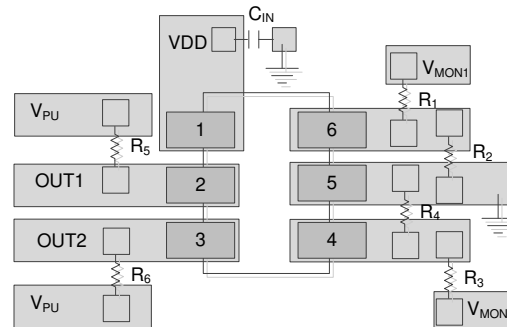 C_IN
VDD
V_MON1
V_PU
1
6
R_1
R_5
R_2
OUT1
2
5
R_4
OUT2
3
4
R_6
R_3
V_PU
V_MON